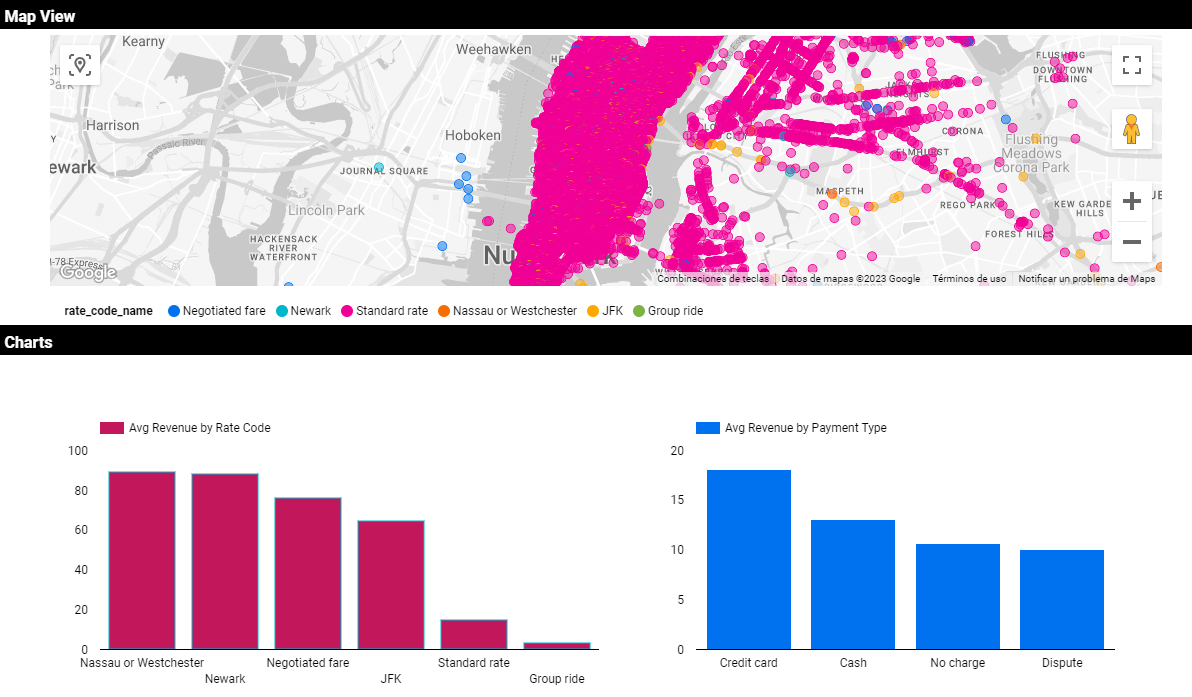 Map View
Kearny
Weehawken
FLUSHING
DOWNTOWN
FLUSHING
Park
Harrison
Hoboken
CORONA
Passaic River
ELMHURST
Flushing
Meadows
Corona Park
ewark
JOURNAL SQUARE
MASPETH
REGO PARK
KEW GARDE
HILLS
Lincoln Park
FOREST HILLS
HACKENSACK
RIVER
WATERFRONT
I-78 Express
Google
Combinaciones de teclas
Datos de mapas ©2023 Google
Términos de uso
Notificar un problema de Maps
rate_code_name Negotiated fare Newark Standard rate Nassau or Westchester JFK Group ride
Charts
Avg Revenue by Rate Code
100
80
60
40
20
0
Nassau or Westchester
Newark
Negotiated fare
JFK
Standard rate
Group ride
Avg Revenue by Payment Type
20
15
10
5
0
Credit card
Cash
No charge
Dispute